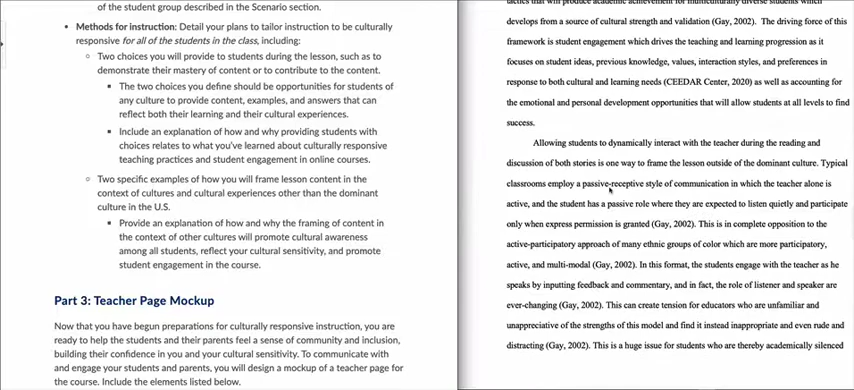 of the student group described in the Scenario section.
• Methods for instruction: Detail your plans to tailor instruction to be culturally
responsive for all of the students in the class, including:
○ Two choices you will provide to students during the lesson, such as to
demonstrate their mastery of content or to contribute to the content.
▪ The two choices you define should be opportunities for students of
any culture to provide content, examples, and answers that can
reflect both their learning and their cultural experiences.
▪ Include an explanation of how and why providing students with
choices relates to what you've learned about culturally responsive
teaching practices and student engagement in online courses.
○ Two specific examples of how you will frame lesson content in the
context of cultures and cultural experiences other than the dominant
culture in the U.S.
▪ Provide an explanation of how and why the framing of content in
the context of other cultures will promote cultural awareness
among all students, reflect your cultural sensitivity, and promote
student engagement in the course.
Part 3: Teacher Page Mockup
Now that you have begun preparations for culturally responsive instruction, you are
ready to help the students and their parents feel a sense of community and inclusion,
building their confidence in you and your cultural sensitivity. To communicate with
and engage your students and parents, you will design a mockup of a teacher page for
the course. Include the elements listed below.
tactics that will produce academic achievement for multiculturally diverse students which
develops from a source of cultural strength and validation (Gay, 2002). The driving force of this
framework is student engagement which drives the teaching and learning progression as it
focuses on student ideas, previous knowledge, values, interaction styles, and preferences in
response to both cultural and learning needs (CEEDAR Center, 2020) as well as accounting for
the emotional and personal development opportunities that will allow students at all levels to find
success.
Allowing students to dynamically interact with the teacher during the reading and
discussion of both stories is one way to frame the lesson outside of the dominant culture. Typical
classrooms employ a passive-receptive style of communication in which the teacher alone is
active, and the student has a passive role where they are expected to listen quietly and participate
only when express permission is granted (Gay, 2002). This is in complete opposition to the
active-participatory approach of many ethnic groups of color which are more participatory,
active, and multi-modal (Gay, 2002). In this format, the students engage with the teacher as he
speaks by inputting feedback and commentary, and in fact, the role of listener and speaker are
ever-changing (Gay, 2002). This can create tension for educators who are unfamiliar and
unappreciative of the strengths of this model and find it instead inappropriate and even rude and
distracting (Gay, 2002). This is a huge issue for students who are thereby academically silenced